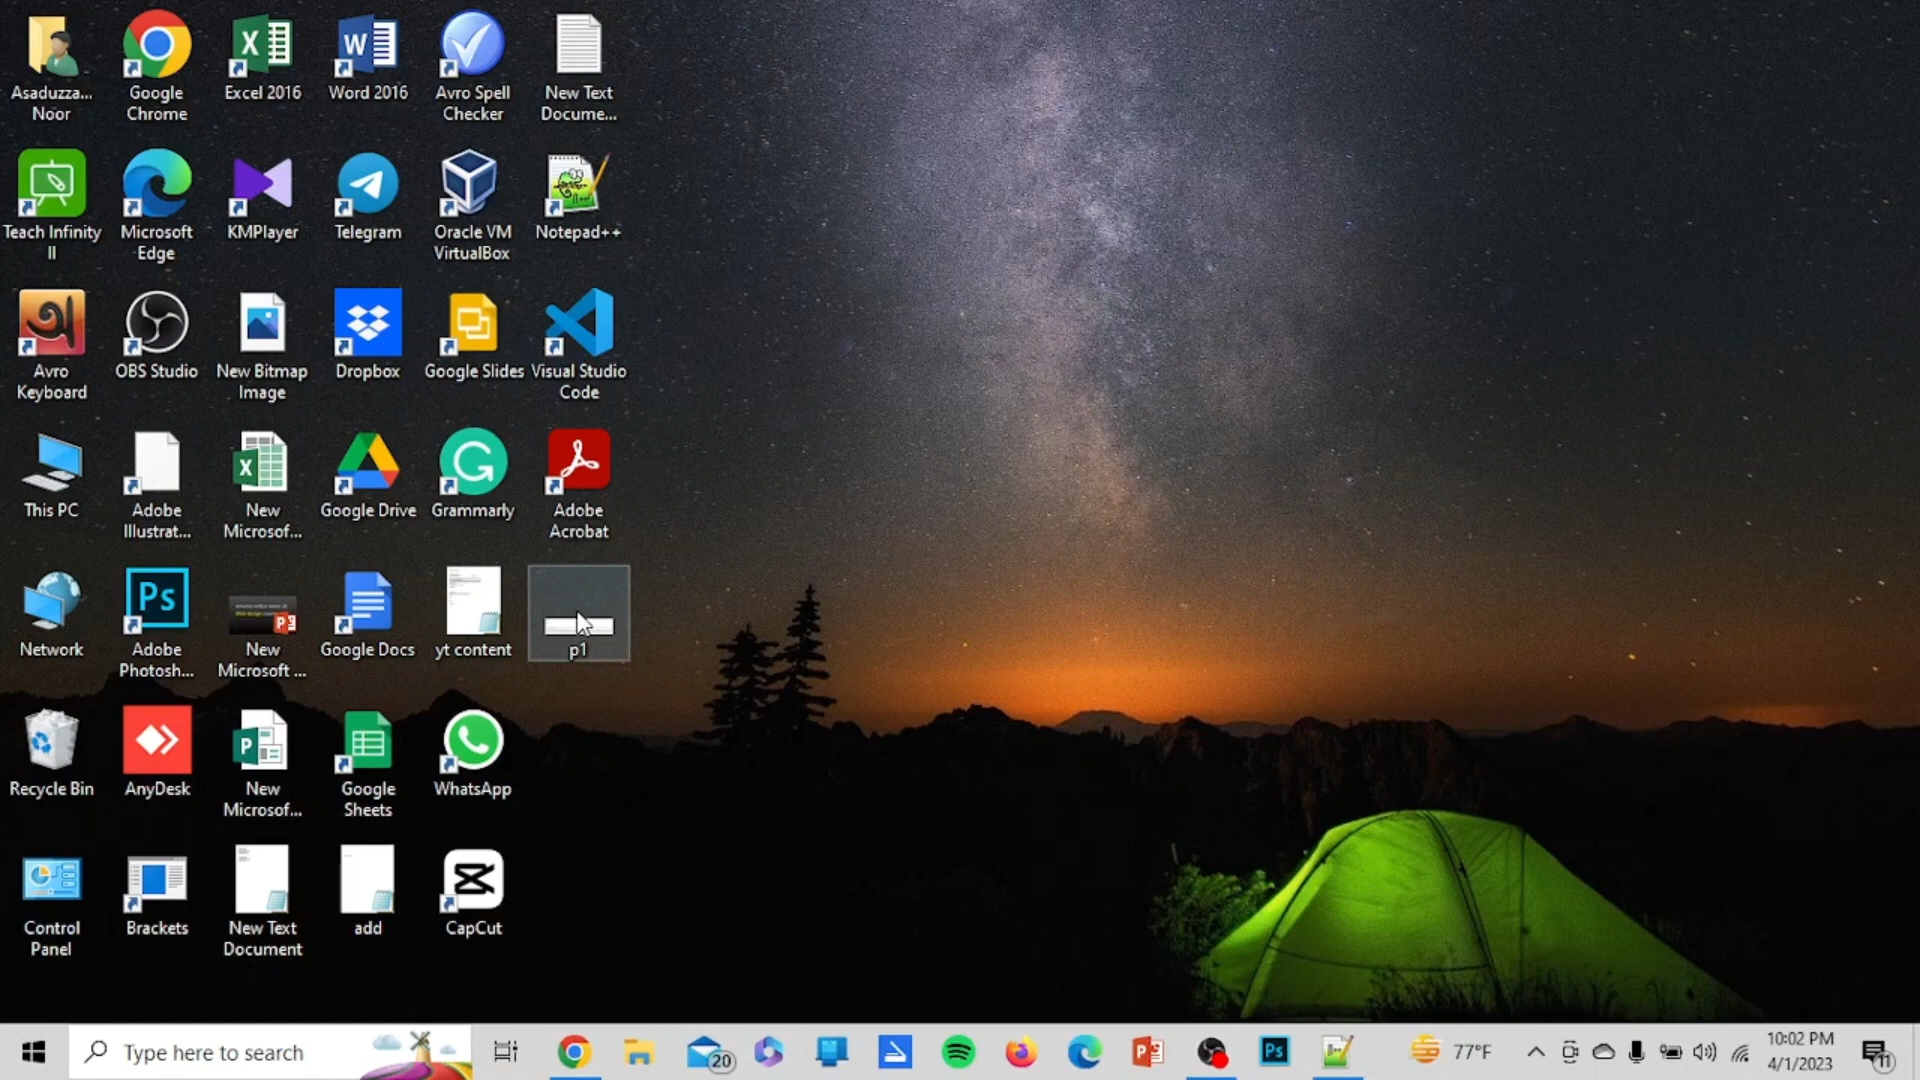 Asaduzza...
Noor
Google
Chrome
Excel 2016
Word 2016
Avro Spell
Checker
New Text
Docume...
Teach Infinity
II
Microsoft
Edge
KMPlayer
Telegram
Oracle VM
VirtualBox
Notepad++
Avro
Keyboard
OBS Studio
New Bitmap
Image
Dropbox
Google Slides
Visual Studio
Code
This PC
Adobe
Illustrat...
New
Microsof...
Google Drive
Grammarly
Adobe
Acrobat
Network
Adobe
Photosh...
New
Microsoft ...
Google Docs
yt content
p1
Recycle Bin
AnyDesk
New
Microsof...
Google
Sheets
WhatsApp
Control
Panel
Brackets
New Text
Document
add
CapCut
Type here to search
20
Ps
77°F
10:02 PM
4/1/2023
11